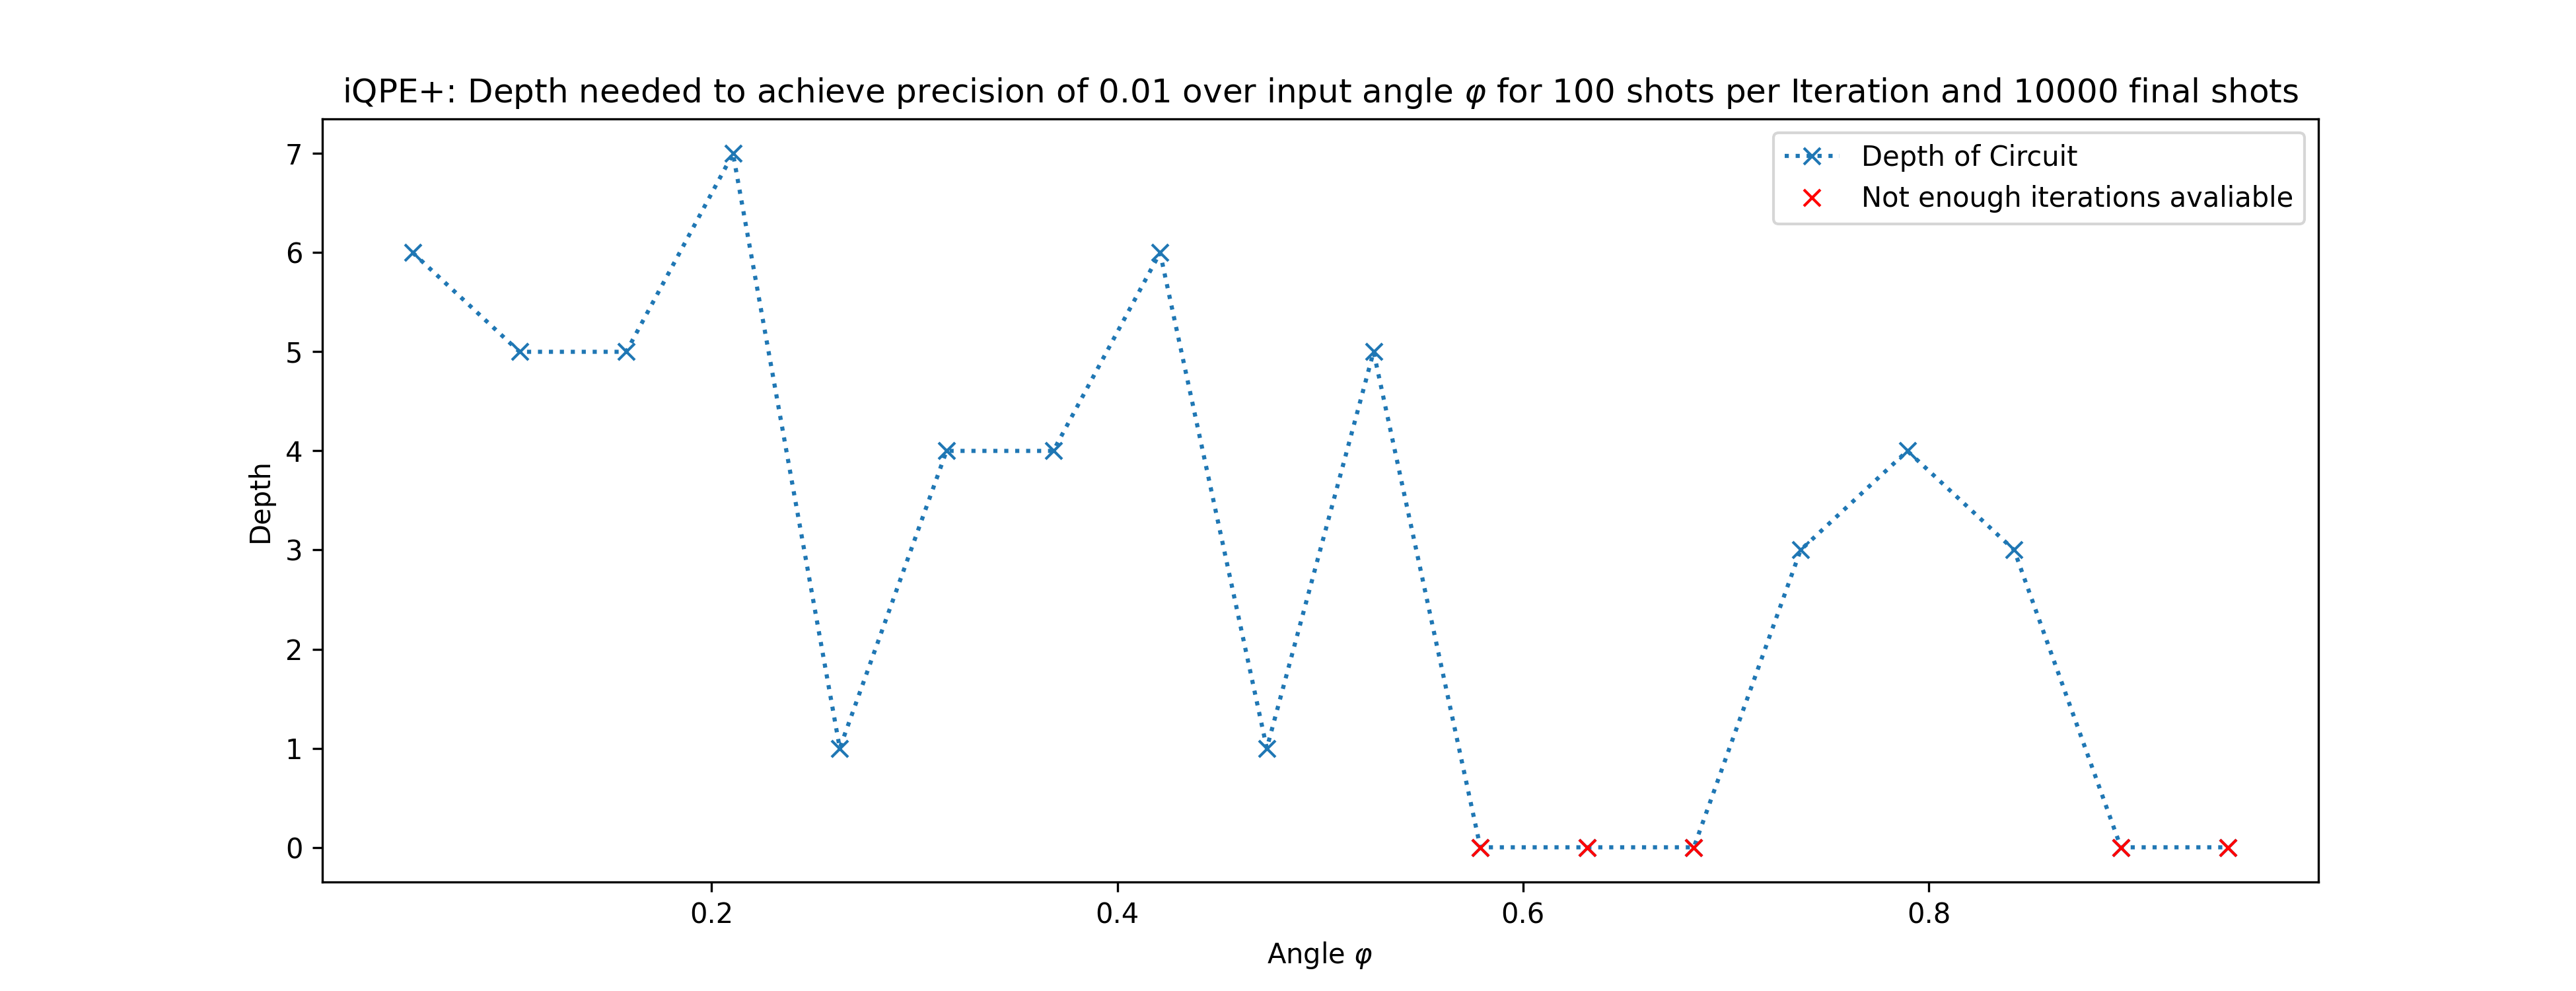 iQPE+: Depth needed to achieve precision of 0.01 over input angle φ for 100 shots per Iteration and 10000 final shots
Depth of Circuit
Not enough iterations avaliable
7
6
5
4
3
2
1
0
Depth
0.2 0.4 0.6 0.8
Angle φ